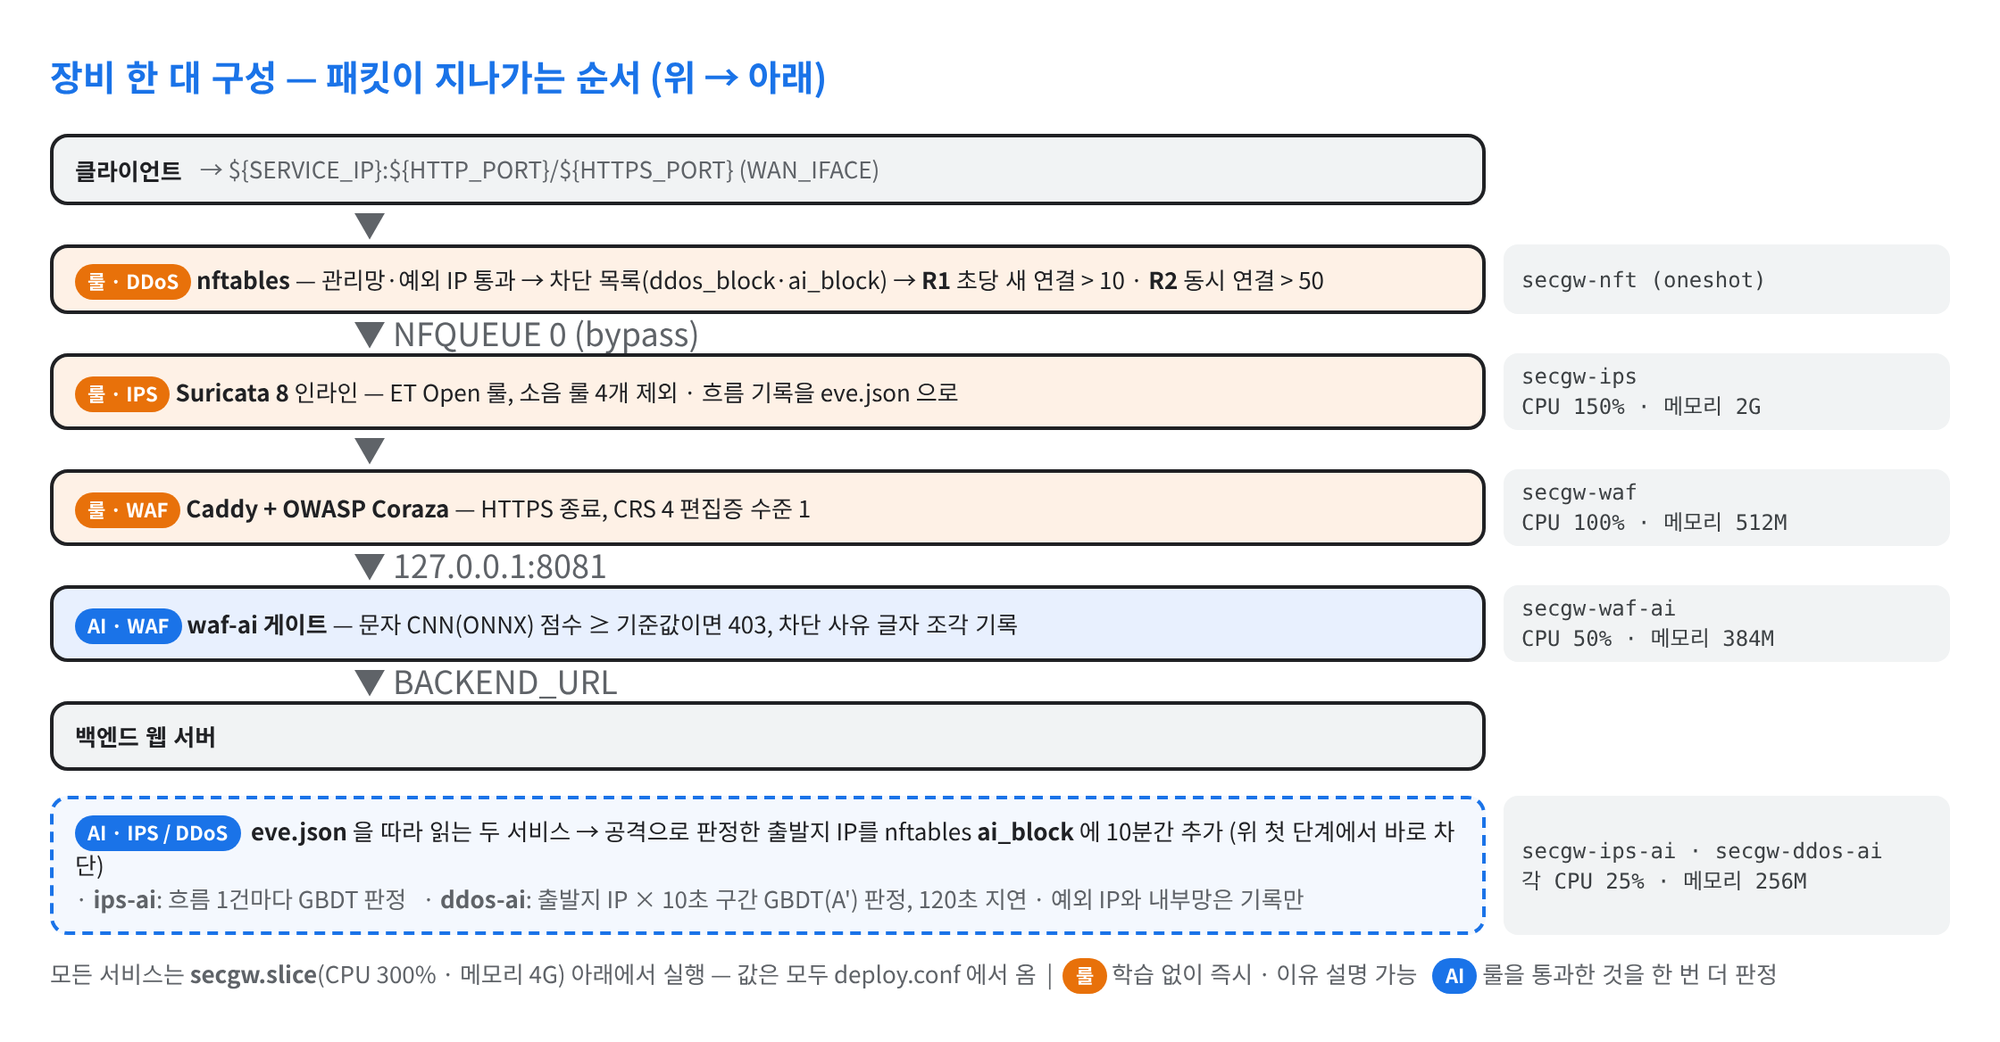 장비 한 대 구성 — 패킷이 지나가는 순서 (위 → 아래)
클라이언트 → ${SERVICE_IP}:${HTTP_PORT}/${HTTPS_PORT} (WAN_IFACE)
▼
룰 · DDoS nftables — 관리망·예외 IP 통과 → 차단 목록(ddos_block·ai_block) → R1 초당 새 연결 > 10 · R2 동시 연결 > 50
secgw-nft (oneshot)
▼ NFQUEUE 0 (bypass)
룰 · IPS Suricata 8 인라인 — ET Open 룰, 소음 룰 4개 제외 · 흐름 기록을 eve.json 으로
secgw-ips
CPU 150% · 메모리 2G
▼
룰 · WAF Caddy + OWASP Coraza — HTTPS 종료, CRS 4 편집증 수준 1
secgw-waf
CPU 100% · 메모리 512M
▼ 127.0.0.1:8081
AI · WAF waf-ai 게이트 — 문자 CNN(ONNX) 점수 ≥ 기준값이면 403, 차단 사유 글자 조각 기록
secgw-waf-ai
CPU 50% · 메모리 384M
▼ BACKEND_URL
백엔드 웹 서버
AI · IPS / DDoS eve.json 을 따라 읽는 두 서비스 → 공격으로 판정한 출발지 IP를 nftables ai_block 에 10분간 추가 (위 첫 단계에서 바로 차
단)
· ips-ai: 흐름 1건마다 GBDT 판정 · ddos-ai: 출발지 IP × 10초 구간 GBDT(A') 판정, 120초 지연 · 예외 IP와 내부망은 기록만
secgw-ips-ai · secgw-ddos-ai
각 CPU 25% · 메모리 256M
모든 서비스는 secgw.slice(CPU 300% · 메모리 4G) 아래에서 실행 — 값은 모두 deploy.conf 에서 옴 | 룰 학습 없이 즉시 · 이유 설명 가능 AI 룰을 통과한 것을 한 번 더 판정